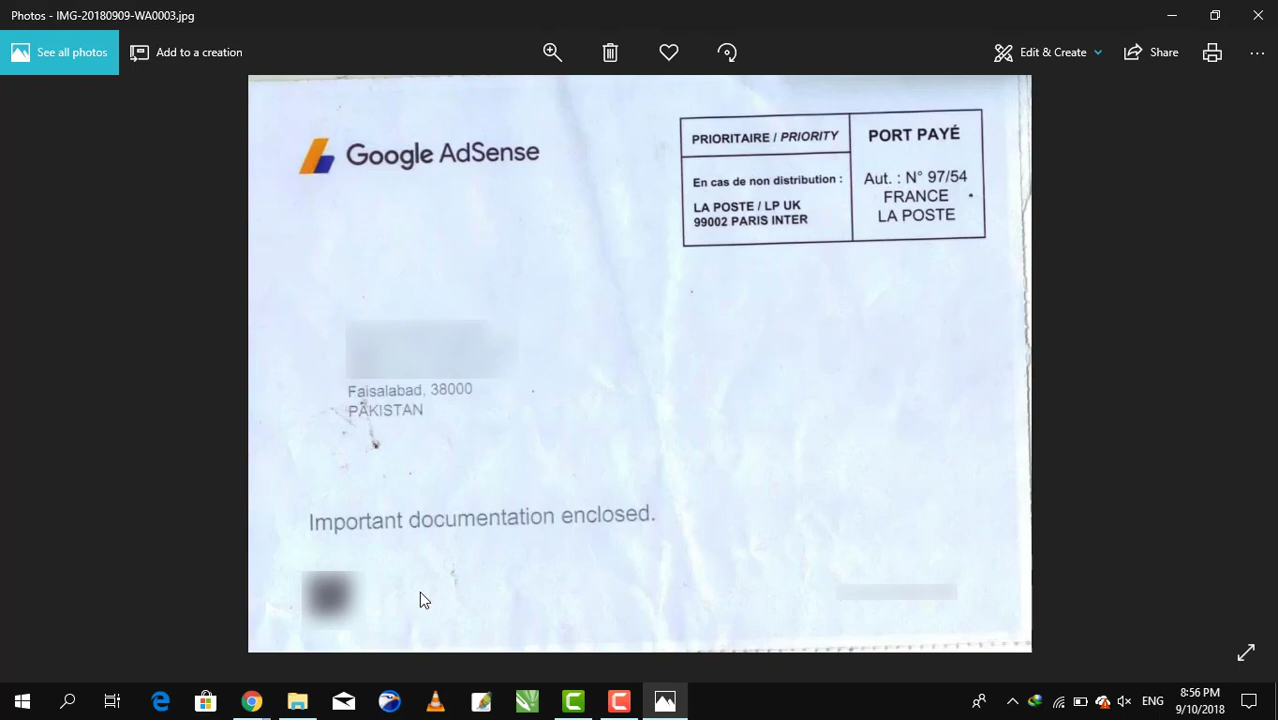 Photos - IMG-20180909-WA0003.jpg
See all photos
Add to a creation
Edit & Create
Share
Google AdSense
PRIORITAIRE / PRIORITY
En cas de non distribution :
LA POSTE / LP UK
99002 PARIS INTER
PORT PAYÉ
Aut. : N° 97/54
FRANCE
LA POSTE
Faisalabad, 38000
PAKISTAN
Important documentation enclosed.
ENG
8:56 PM
9/10/2018